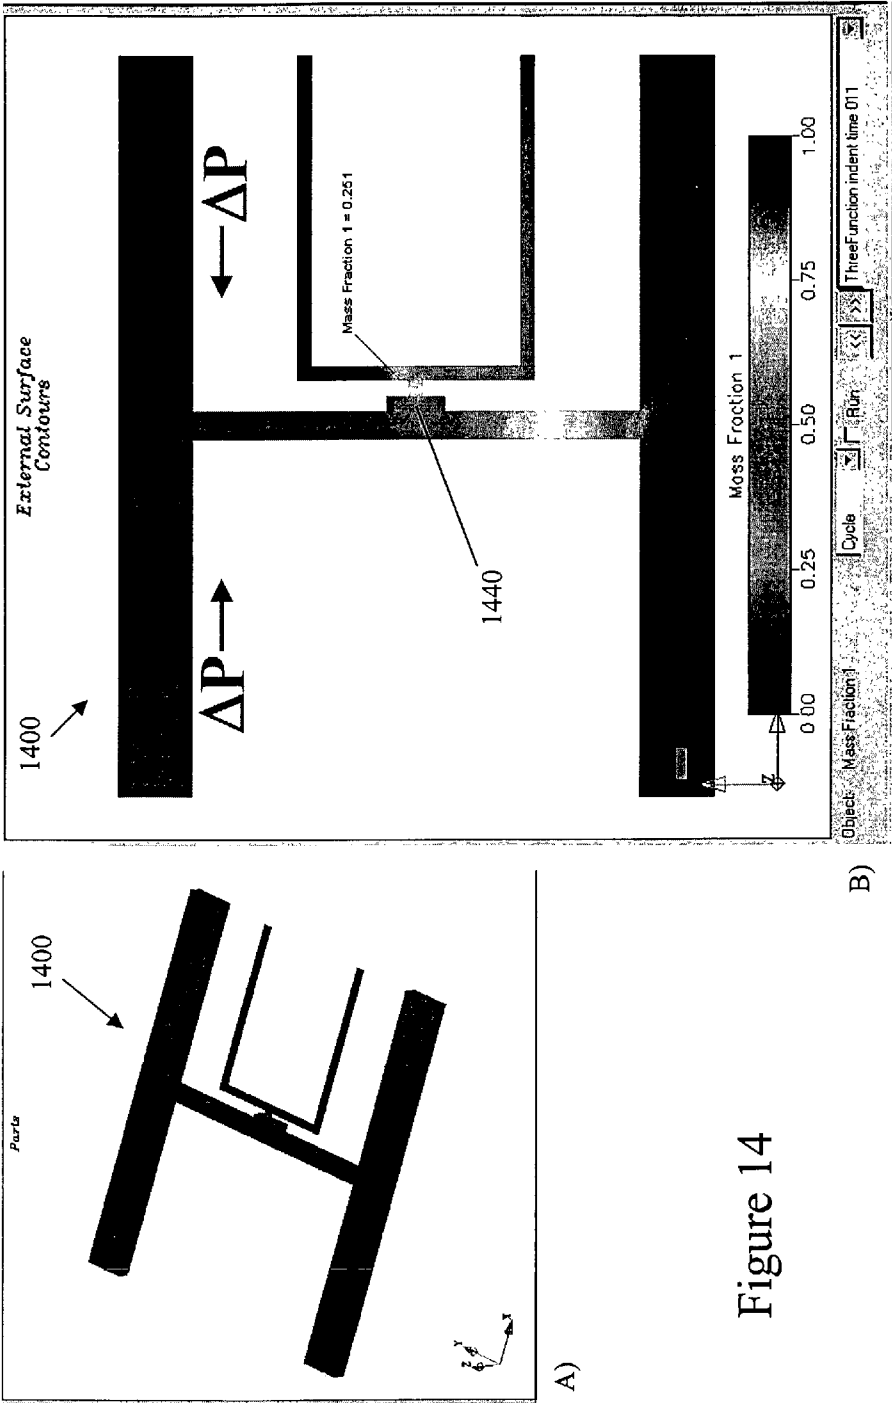 Parts
1400
Z
Y
X
A)
External Surface
Contours
1400
ΔP
ΔP
Mass Fraction 1 = 0.251
1440
Mass Fraction 1
0.00
0.25
0.50
0.75
1.00
Z
Object: Mass Fraction 1
Cycle
Run
<<
>>
ThreeFunction indent time 011
B)
Figure 14